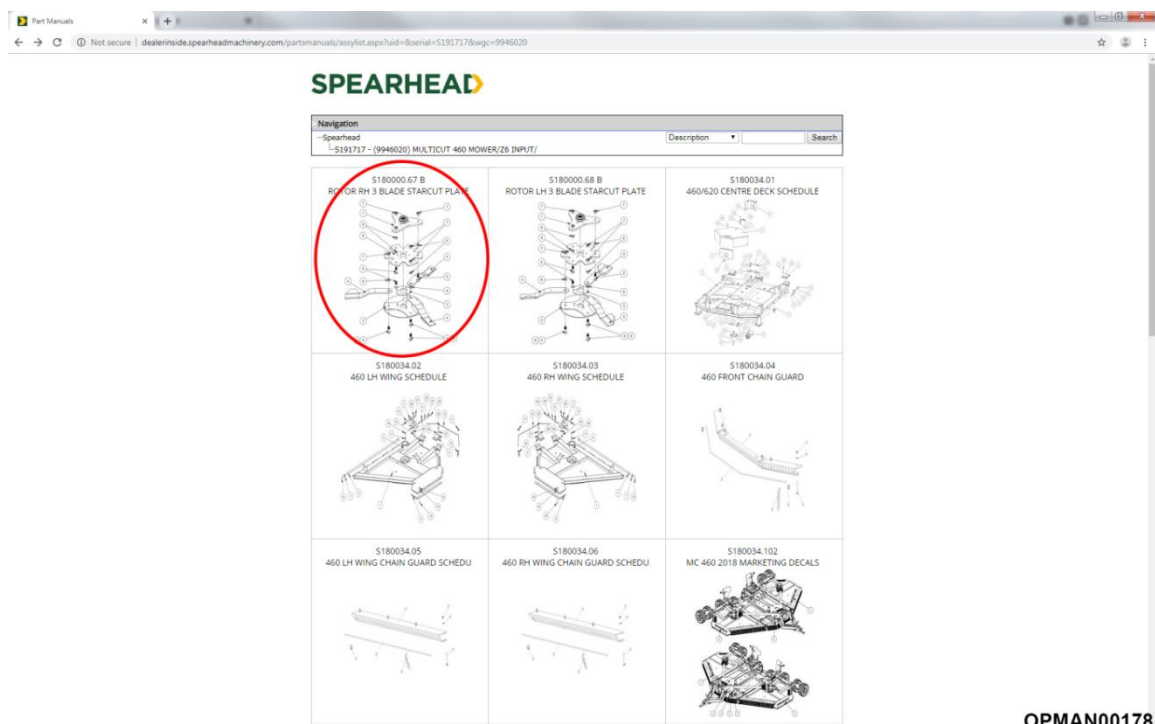 Part Manuals
Not secure | dealerinside.spearheadmachinery.com/partsmanuals/assylist.aspx?uid=&serial=S191717&wgc=9946020
SPEARHEAD
Navigation
Spearhead
Description
Search
S191717 - (9946020) MULTICUT 460 MOWER/Z6 INPUT/
S180000.67 B
ROTOR RH 3 BLADE STARCUT PLATE
S180000.68 B
ROTOR LH 3 BLADE STARCUT PLATE
S180034.01
460/620 CENTRE DECK SCHEDULE
S180034.02
460 LH WING SCHEDULE
S180034.03
460 RH WING SCHEDULE
S180034.04
460 FRONT CHAIN GUARD
S180034.05
460 LH WING CHAIN GUARD SCHEDU
S180034.06
460 RH WING CHAIN GUARD SCHEDU
S180034.102
MC 460 2018 MARKETING DECALS
OPMAN00178